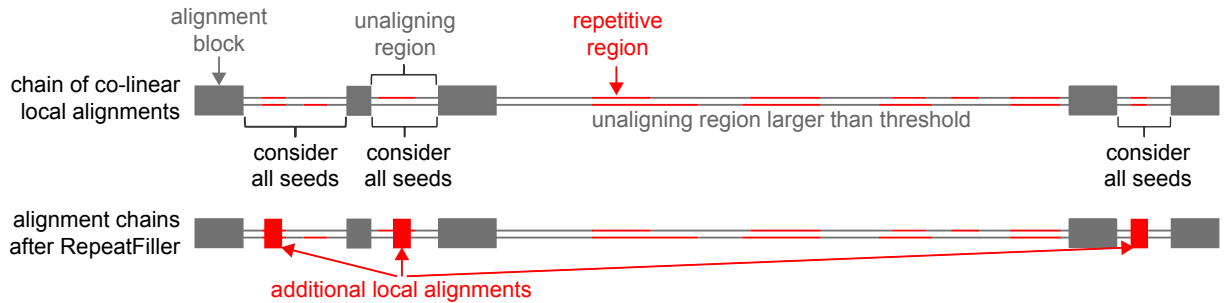 alignment
block
unaligning
region
repetitive
region
chain of co-linear
local alignments
unaligning region larger than threshold
consider
all seeds
consider
all seeds
consider
all seeds
alignment chains
after RepeatFiller
additional local alignments